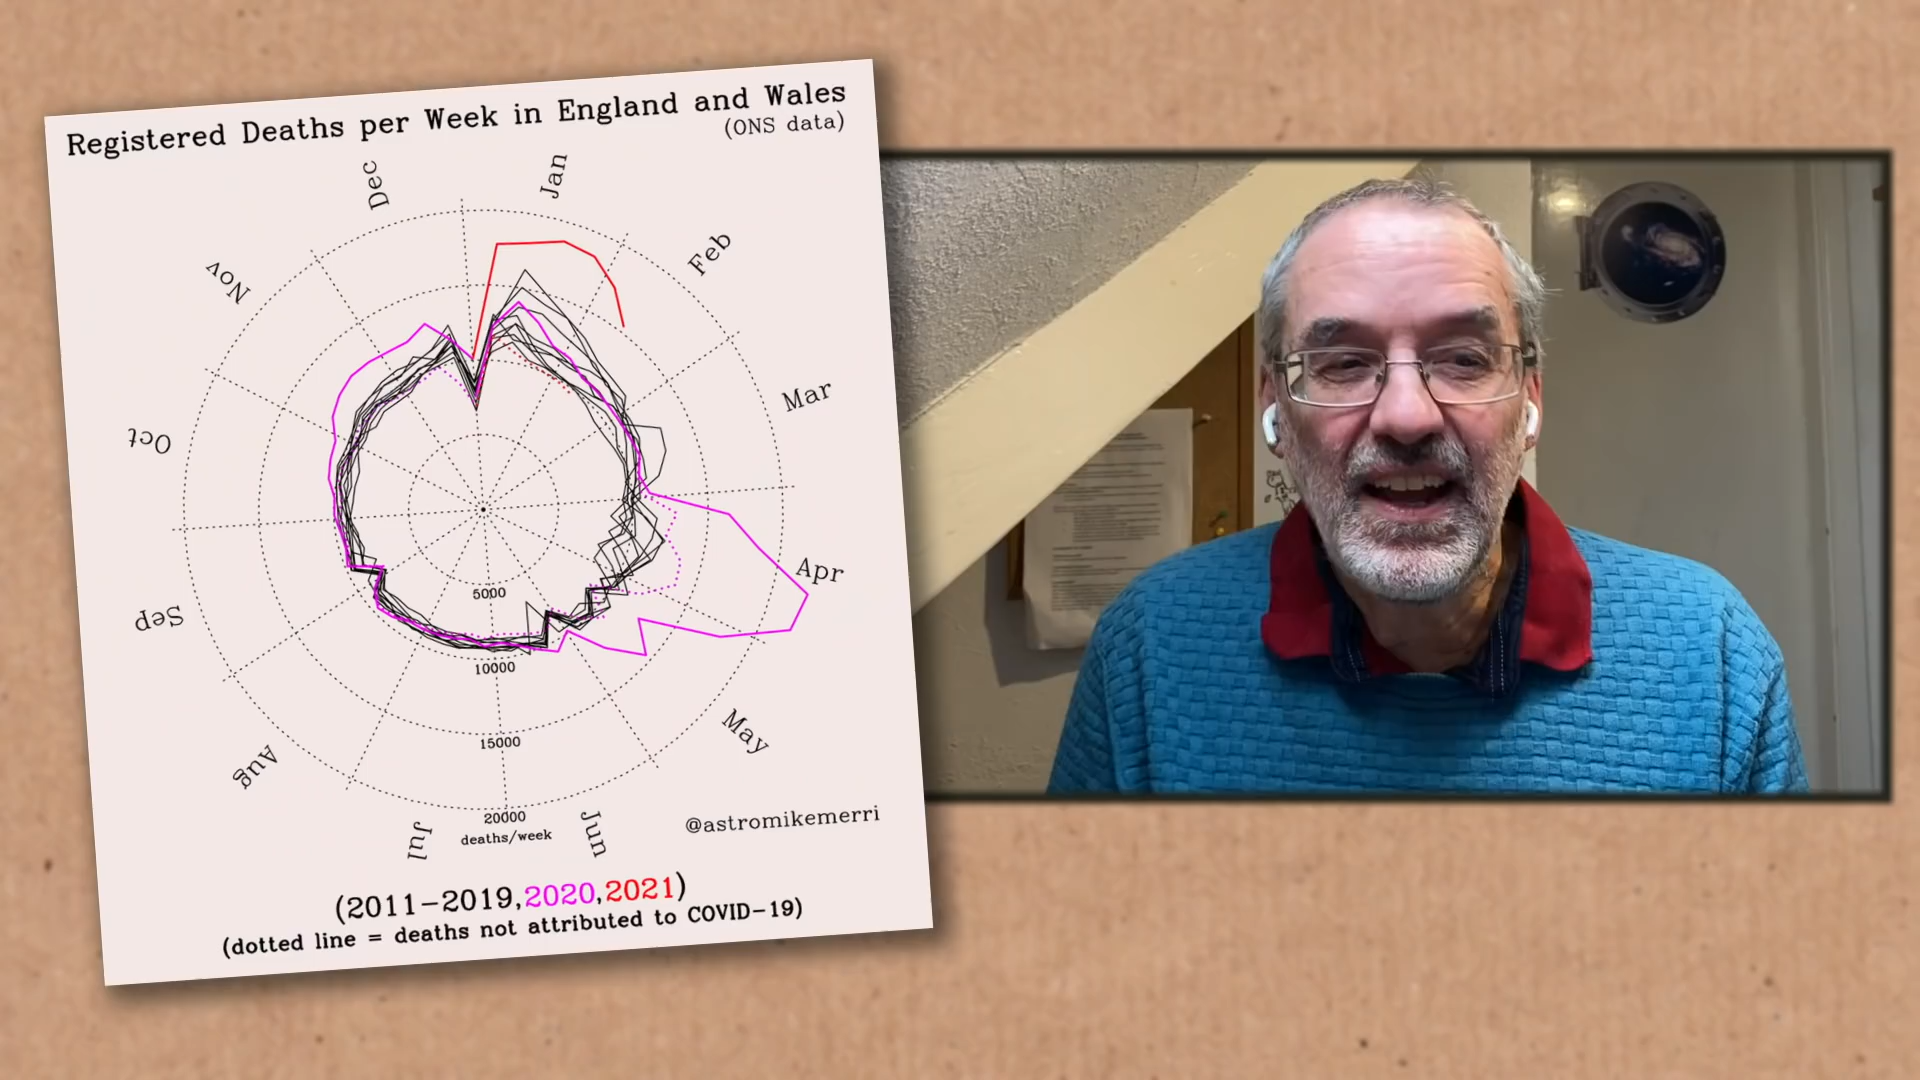 Registered Deaths per Week in England and Wales
(ONS data)
Dec
Jan
Nov
Feb
Oct
Mar
Sep
Apr
Aug
May
Jul
Jun
5000
10000
15000
20000
deaths/week
@astromikemerri
(2011-2019,2020,2021)
(dotted line = deaths not attributed to COVID-19)